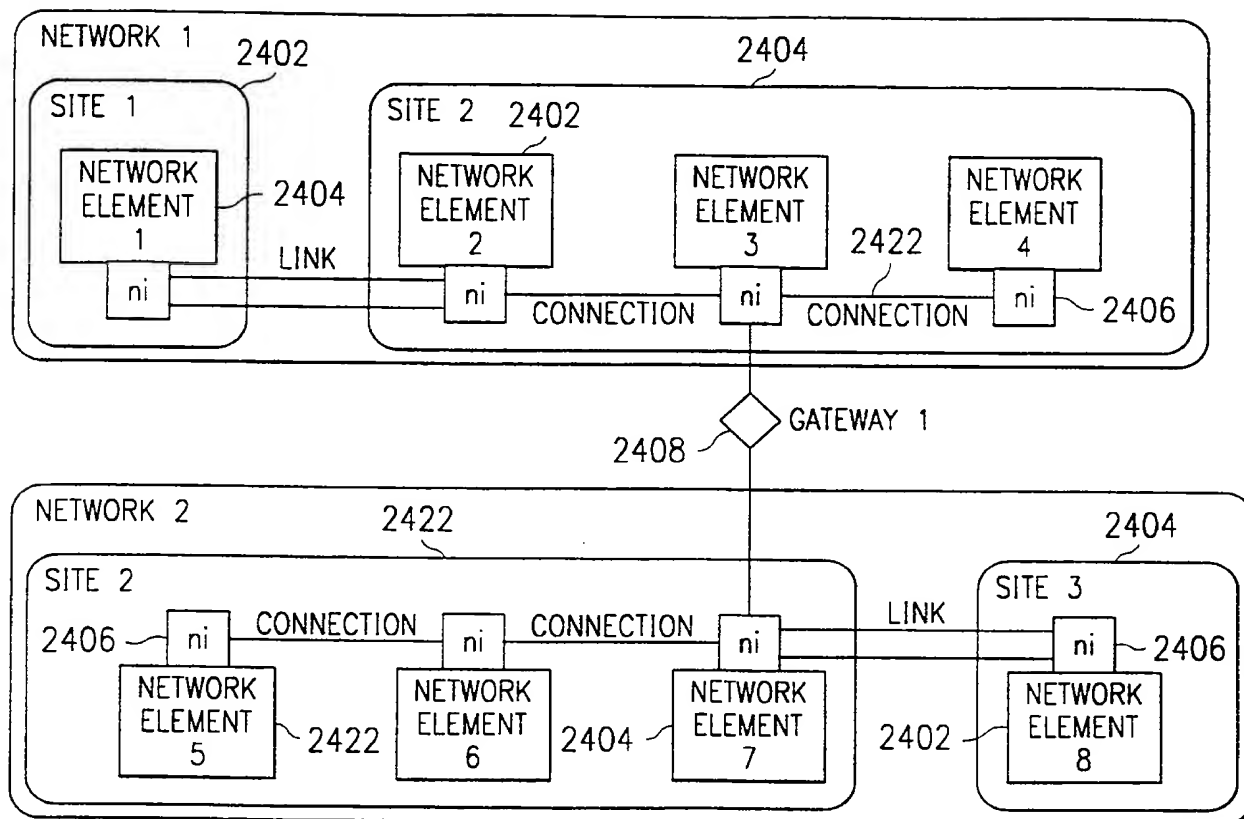 NETWORK 1
2402
2404
SITE 1
SITE 2
2402
NETWORK
ELEMENT
1
2404
NETWORK
ELEMENT
2
NETWORK
ELEMENT
3
NETWORK
ELEMENT
4
LINK
2422
ni
ni
CONNECTION
ni
CONNECTION
ni
2406
2408
GATEWAY 1
NETWORK 2
2422
2404
SITE 2
SITE 3
2406
ni
CONNECTION
ni
CONNECTION
ni
LINK
ni
2406
NETWORK
ELEMENT
5
2422
NETWORK
ELEMENT
6
2404
NETWORK
ELEMENT
7
2402
NETWORK
ELEMENT
8